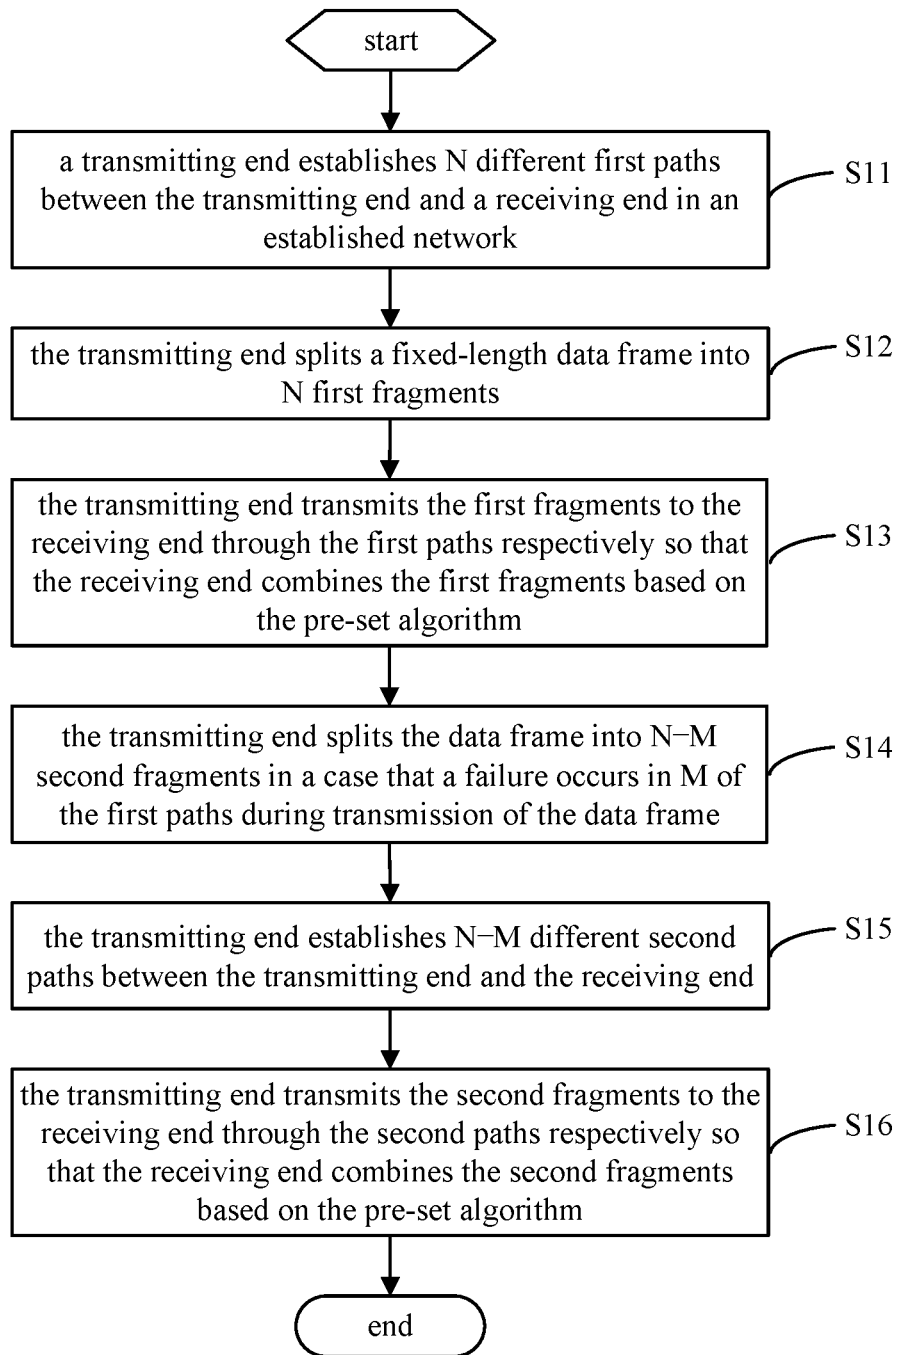 start
a transmitting end establishes N different first paths
between the transmitting end and a receiving end in an
established network
S11
the transmitting end splits a fixed-length data frame into
N first fragments
S12
the transmitting end transmits the first fragments to the
receiving end through the first paths respectively so that
the receiving end combines the first fragments based on
the pre-set algorithm
S13
the transmitting end splits the data frame into N−M
second fragments in a case that a failure occurs in M of
the first paths during transmission of the data frame
S14
the transmitting end establishes N−M different second
paths between the transmitting end and the receiving end
S15
the transmitting end transmits the second fragments to the
receiving end through the second paths respectively so
that the receiving end combines the second fragments
based on the pre-set algorithm
S16
end